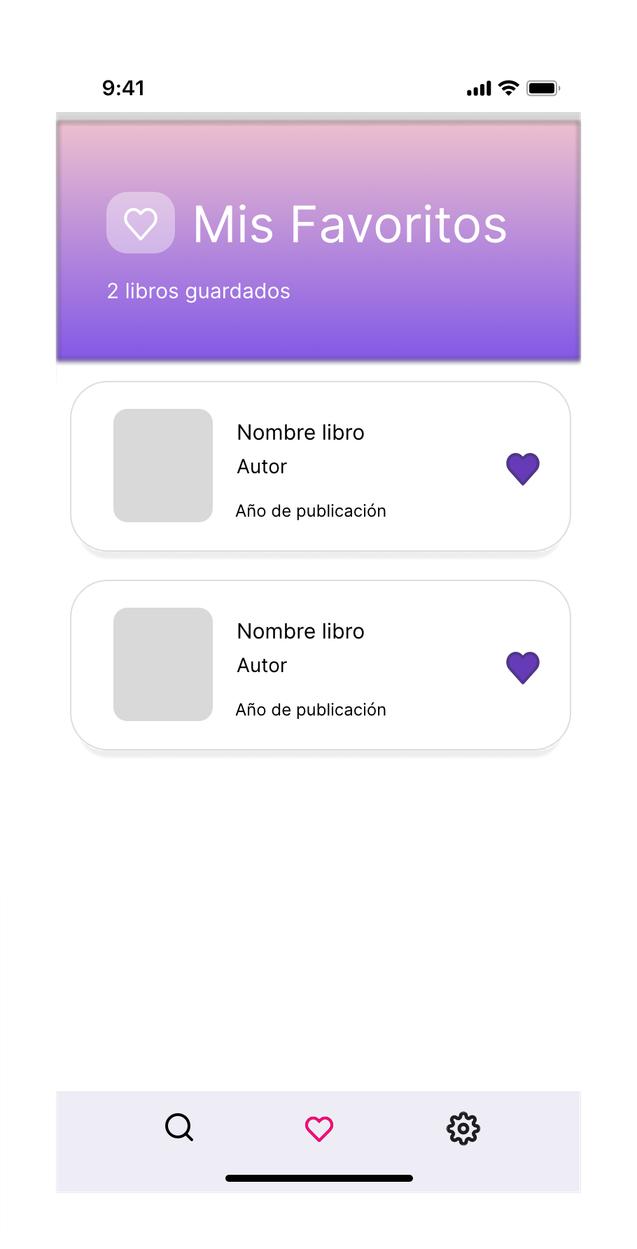 9:41
Mis Favoritos
2 libros guardados
Nombre libro
Autor
Año de publicación
Nombre libro
Autor
Año de publicación